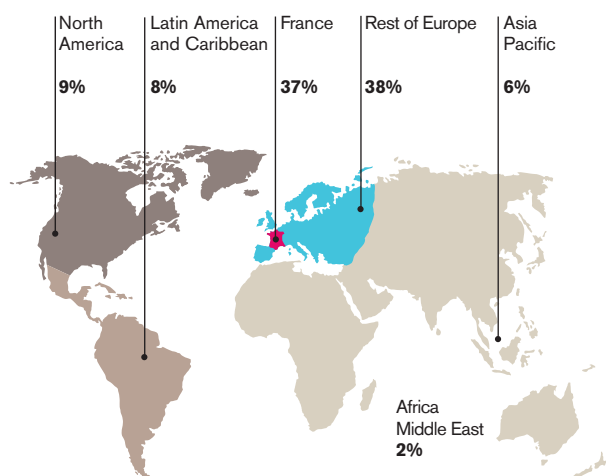 North
America
9%
Latin America
and Caribbean
8%
France
37%
Rest of Europe
38%
Asia
Pacific
6%
Africa
Middle East
2%